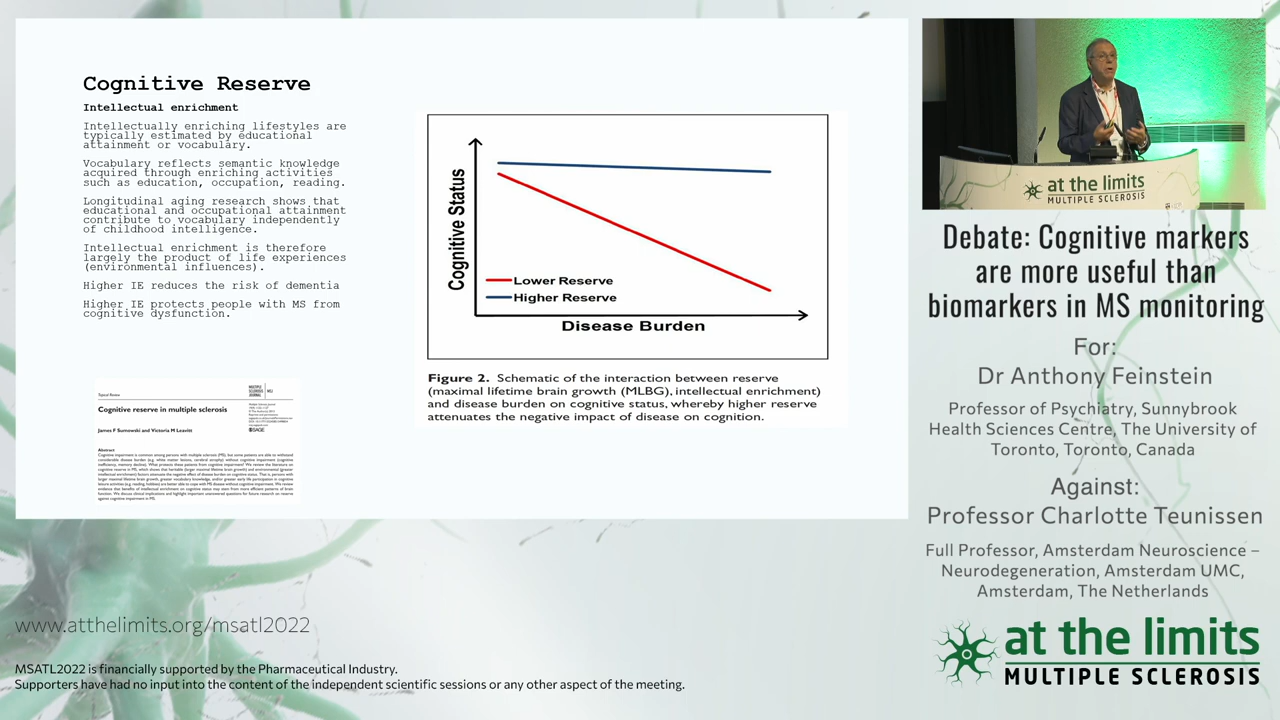 Cognitive Reserve
Intellectual enrichment
Intellectually enriching lifestyles are
typically estimated by educational
attainment or vocabulary.
Vocabulary reflects semantic knowledge
acquired through enriching activities
such as education, occupation, reading.
Longitudinal aging research shows that
educational and occupational attainment
contribute to vocabulary independently
of childhood intelligence.
Intellectual enrichment is therefore
largely the product of life experiences
(environmental influences).
Higher IE reduces the risk of dementia
Higher IE protects people with MS from
cognitive dysfunction.
Topical Review
MULTIPLE
SCLEROSIS MSJ
JOURNAL
Cognitive reserve in multiple sclerosis
SAGE
James F Sumowski and Victoria M Leavitt
Abstract
Cognitive Status
Lower Reserve
Higher Reserve
Disease Burden
Figure 2. Schematic of the interaction between reserve
(maximal lifetime brain growth (MLBG), intellectual enrichment)
and disease burden on cognitive status, whereby higher reserve
attenuates the negative impact of disease on cognition.
at the limits
MULTIPLE SCLEROSIS
Debate: Cognitive markers
are more useful than
biomarkers in MS monitoring
For:
Dr Anthony Feinstein
Professor of Psychiatry, Sunnybrook
Health Sciences Centre, The University of
Toronto, Toronto, Canada
Against:
Professor Charlotte Teunissen
Full Professor, Amsterdam Neuroscience –
Neurodegeneration, Amsterdam UMC,
Amsterdam, The Netherlands
at the limits
MULTIPLE SCLEROSIS
www.atthelimits.org/msatl2022
MSATL2022 is financially supported by the Pharmaceutical Industry.
Supporters have had no input into the content of the independent scientific sessions or any other aspect of the meeting.